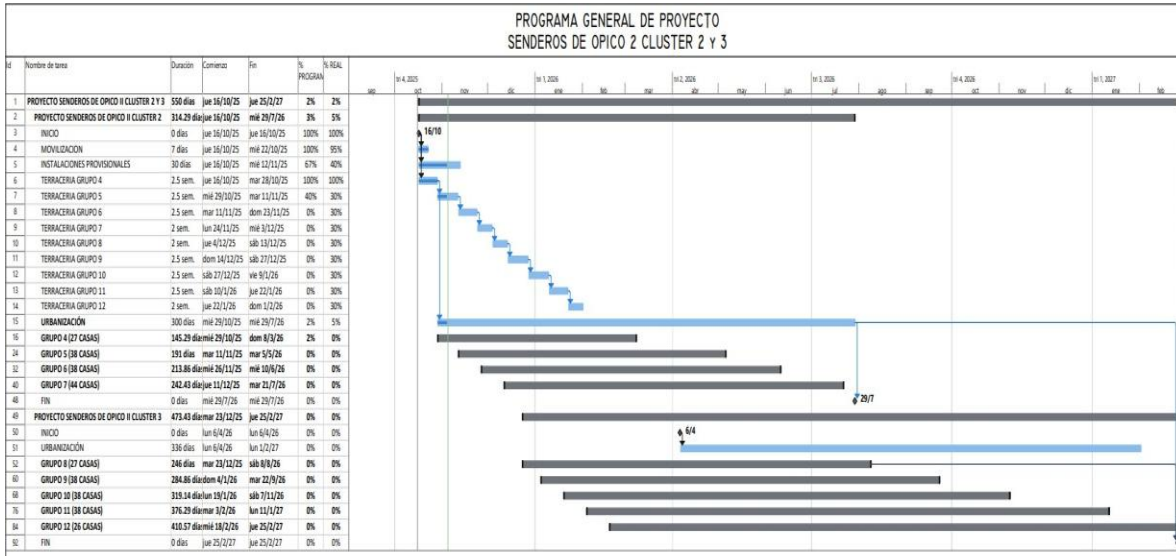 PROGRAMA GENERAL DE PROYECTO
SENDEROS DE OPICO 2 CLUSTER 2 Y 3
Id Nombre de tarea Duración Comienzo Fin % PROGRAM % REAL
tri 4, 2025 tri 1, 2026 tri 2, 2026 tri 3, 2026 tri 4, 2026 tri 1, 2027
sep oct nov dic ene feb mar abr may jun jul ago sep oct nov dic ene feb
1 PROYECTO SENDEROS DE OPICO II CLUSTER 2 Y 3 550 días jue 16/10/25 jue 25/2/27 2% 2%
2 PROYECTO SENDEROS DE OPICO II CLUSTER 2 314.29 días jue 16/10/25 mié 29/7/26 3% 5%
3 INICIO 0 días jue 16/10/25 jue 16/10/25 100% 100% 16/10
4 MOVILIZACION 7 días jue 16/10/25 mié 22/10/25 100% 95%
5 INSTALACIONES PROVISIONALES 30 días jue 16/10/25 mié 12/11/25 67% 40%
6 TERRACERIA GRUPO 4 2.5 sem. jue 16/10/25 mar 28/10/25 100% 100%
7 TERRACERIA GRUPO 5 2.5 sem. mié 29/10/25 mar 11/11/25 40% 30%
8 TERRACERIA GRUPO 6 2.5 sem. mar 11/11/25 dom 23/11/25 0% 30%
9 TERRACERIA GRUPO 7 2 sem. lun 24/11/25 mié 3/12/25 0% 30%
10 TERRACERIA GRUPO 8 2 sem. jue 4/12/25 sáb 13/12/25 0% 30%
11 TERRACERIA GRUPO 9 2.5 sem. dom 14/12/25 sáb 27/12/25 0% 30%
12 TERRACERIA GRUPO 10 2.5 sem. sáb 27/12/25 vie 9/1/26 0% 30%
13 TERRACERIA GRUPO 11 2.5 sem. sáb 10/1/26 jue 22/1/26 0% 30%
14 TERRACERIA GRUPO 12 2 sem. jue 22/1/26 dom 1/2/26 0% 30%
15 URBANIZACIÓN 300 días mié 29/10/25 mié 29/7/26 2% 5%
16 GRUPO 4 (27 CASAS) 145.29 días mié 29/10/25 dom 8/3/26 2% 0%
24 GRUPO 5 (38 CASAS) 191 días mar 11/11/25 mar 5/5/26 0% 0%
32 GRUPO 6 (38 CASAS) 213.86 días mié 26/11/25 mié 10/6/26 0% 0%
40 GRUPO 7 (44 CASAS) 242.43 días jue 11/12/25 mar 21/7/26 0% 0%
48 FIN 0 días mié 29/7/26 mié 29/7/26 0% 0% 29/7
49 PROYECTO SENDEROS DE OPICO II CLUSTER 3 473.43 días mar 23/12/25 jue 25/2/27 0% 0%
50 INICIO 0 días lun 6/4/26 lun 6/4/26 0% 0% 6/4
51 URBANIZACIÓN 336 días lun 6/4/26 lun 1/2/27 0% 0%
52 GRUPO 8 (27 CASAS) 246 días mar 23/12/25 sáb 8/8/26 0% 0%
60 GRUPO 9 (38 CASAS) 284.86 días dom 4/1/26 mar 22/9/26 0% 0%
68 GRUPO 10 (38 CASAS) 319.14 días lun 19/1/26 sáb 7/11/26 0% 0%
76 GRUPO 11 (38 CASAS) 376.29 días mar 3/2/26 lun 11/1/27 0% 0%
84 GRUPO 12 (26 CASAS) 410.57 días mié 18/2/26 jue 25/2/27 0% 0%
92 FIN 0 días jue 25/2/27 jue 25/2/27 0% 0%